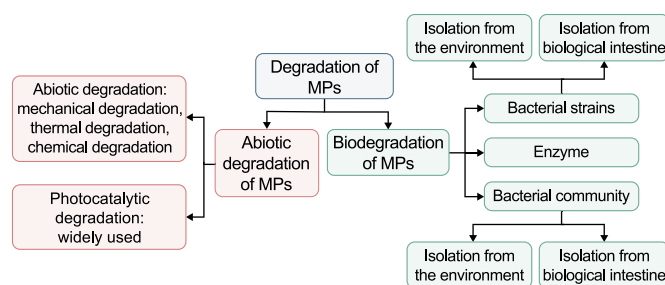 Isolation from
the environment
Isolation from
biological intestine
Degradation of
MPs
Abiotic degradation:
mechanical degradation,
thermal degradation,
chemical degradation
Bacterial strains
Abiotic
degradation
of MPs
Biodegradation
of MPs
Enzyme
Photocatalytic
degradation:
widely used
Bacterial community
Isolation from
the environment
Isolation from
biological intestine